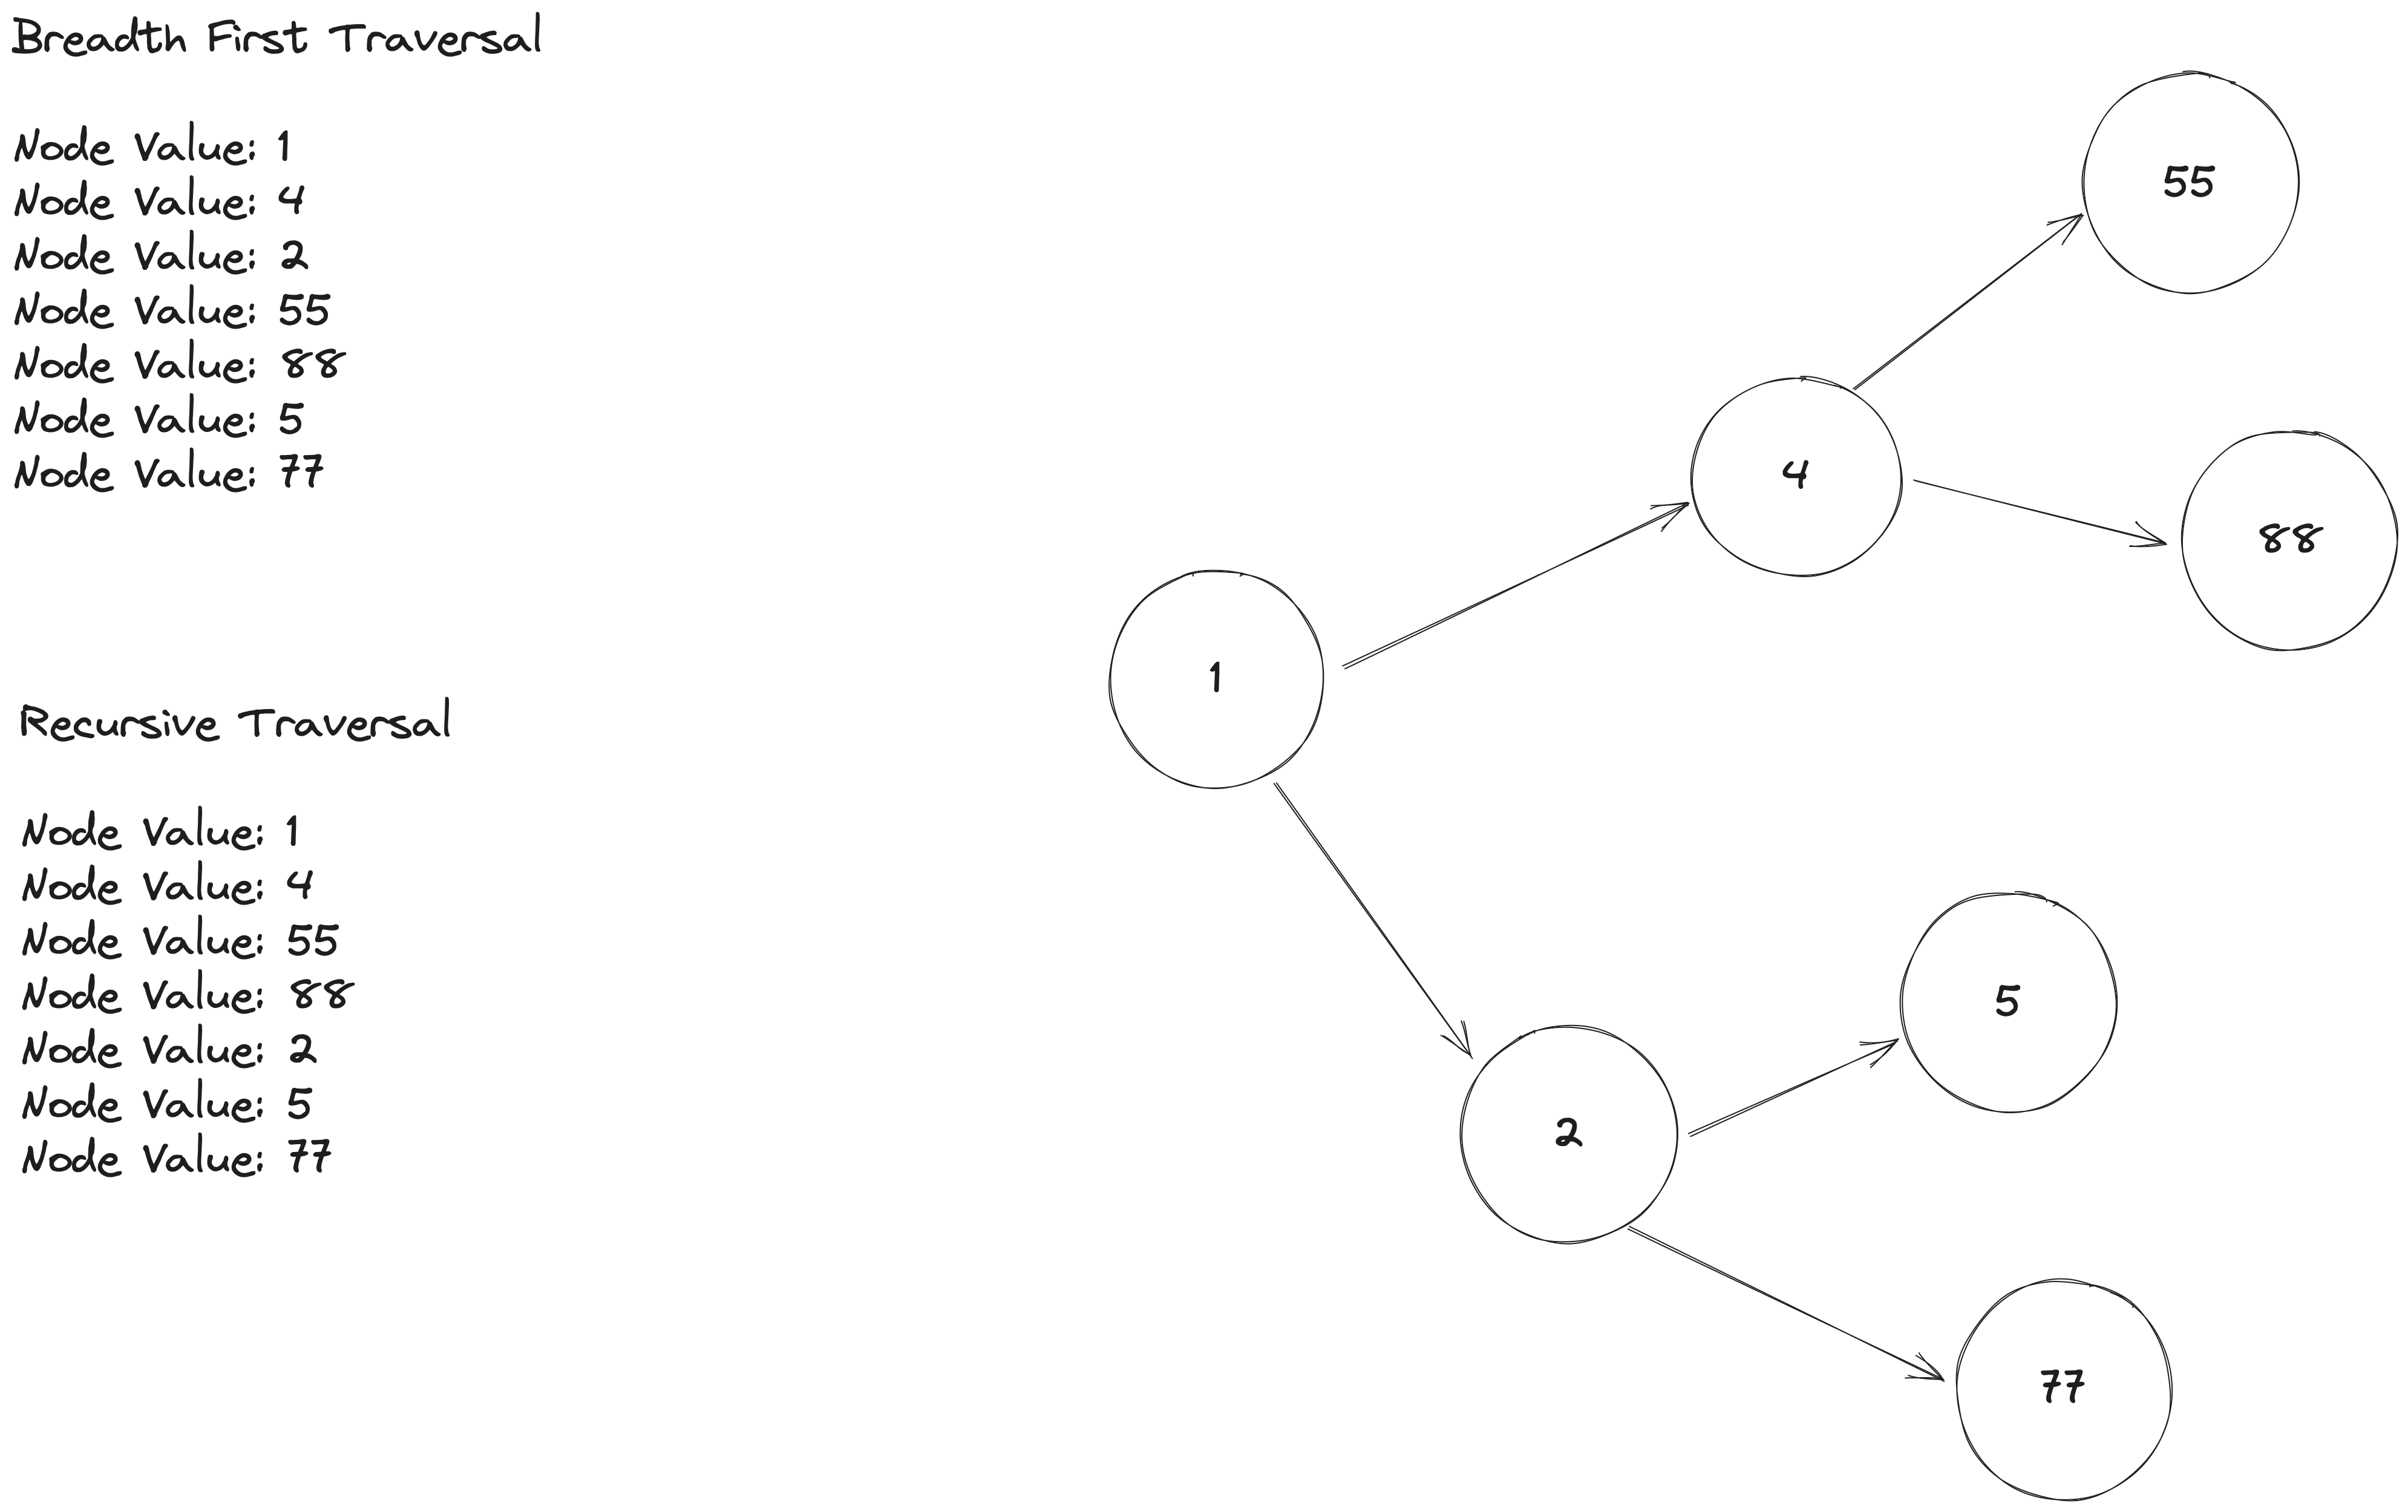 Breadth First Traversal
Node Value: 1
Node Value: 4
Node Value: 2
Node Value: 55
Node Value: 88
Node Value: 5
Node Value: 77
Recursive Traversal
Node Value: 1
Node Value: 4
Node Value: 55
Node Value: 88
Node Value: 2
Node Value: 5
Node Value: 77
55
4
88
1
5
2
77